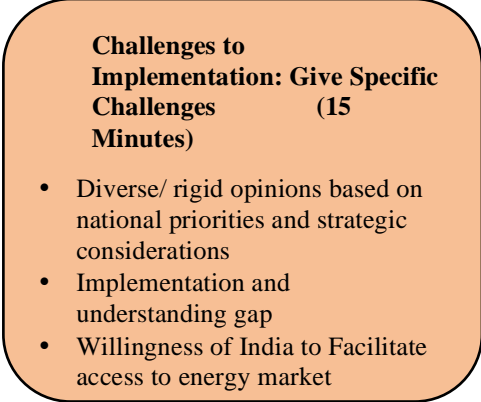 Challenges to
Implementation: Give Specific
Challenges (15
Minutes)
• Diverse/ rigid opinions based on
national priorities and strategic
considerations
• Implementation and
understanding gap
• Willingness of India to Facilitate
access to energy market